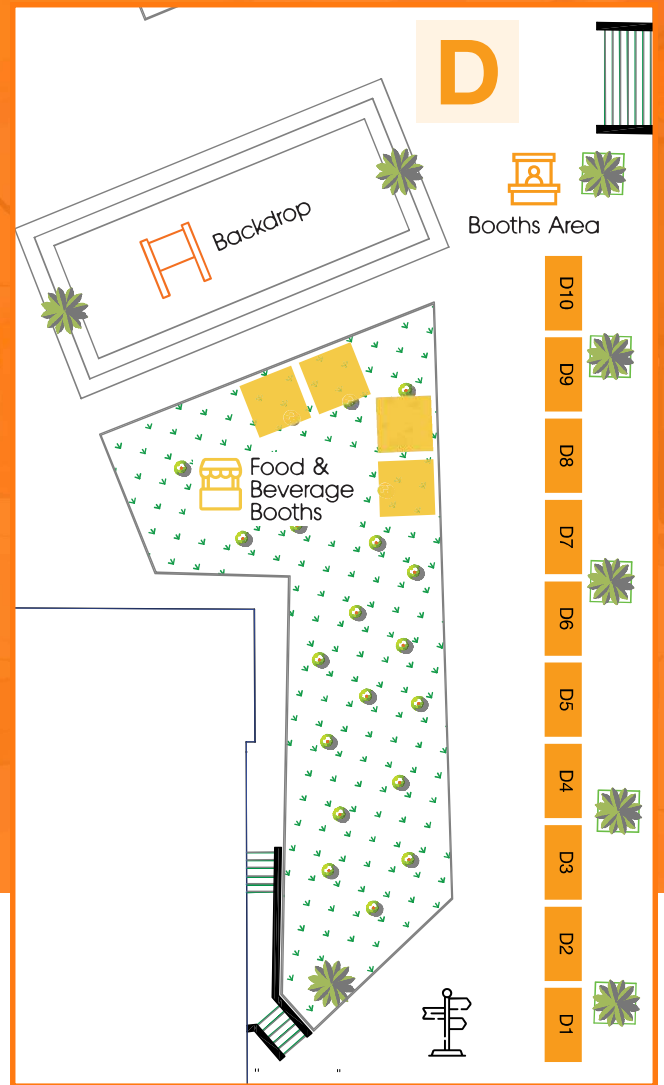 D
Backdrop
Booths Area
Food &
Beverage
Booths
D10
D9
D8
D7
D6
D5
D4
D3
D2
D1